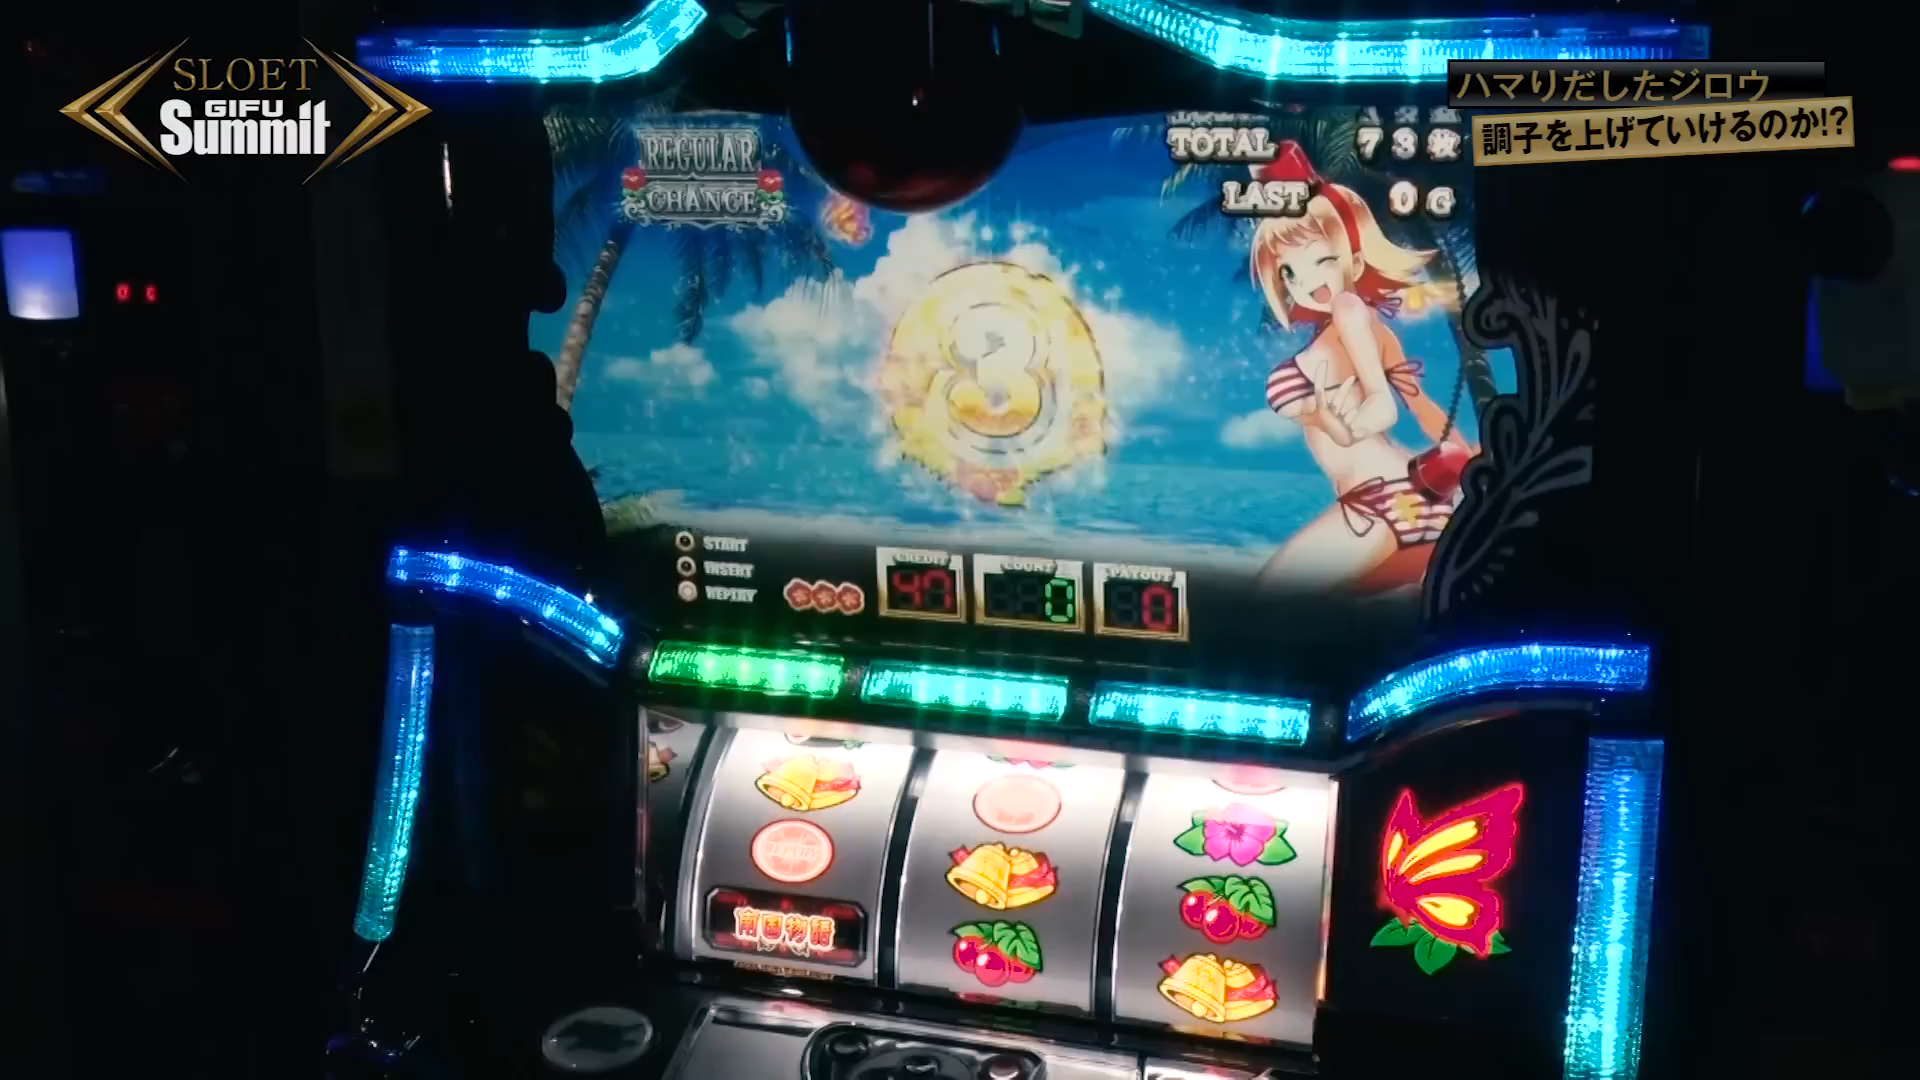 SLOET
GIFU
Summit
ハマりだしたジロウ
調子を上げていけるのか!?
REGULAR
CHANCE
TOTAL 73枚
LAST 0G
3
START
INSERT
REPLAY
CREDIT
47
COUNT
0
PAYOUT
0
南国物語